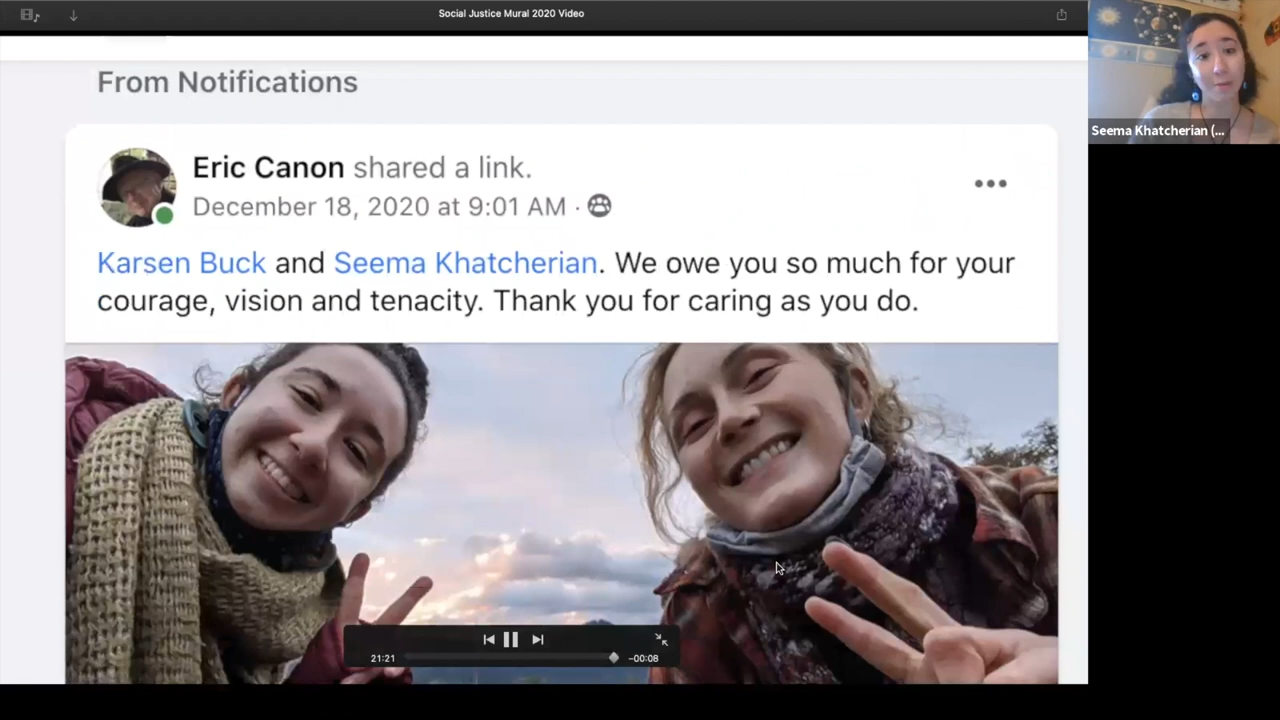 Social Justice Mural 2020 Video
Seema Khatcherian (...
From Notifications
Eric Canon shared a link.
December 18, 2020 at 9:01 AM ·
Karsen Buck and Seema Khatcherian. We owe you so much for your
courage, vision and tenacity. Thank you for caring as you do.
21:21
−00:08